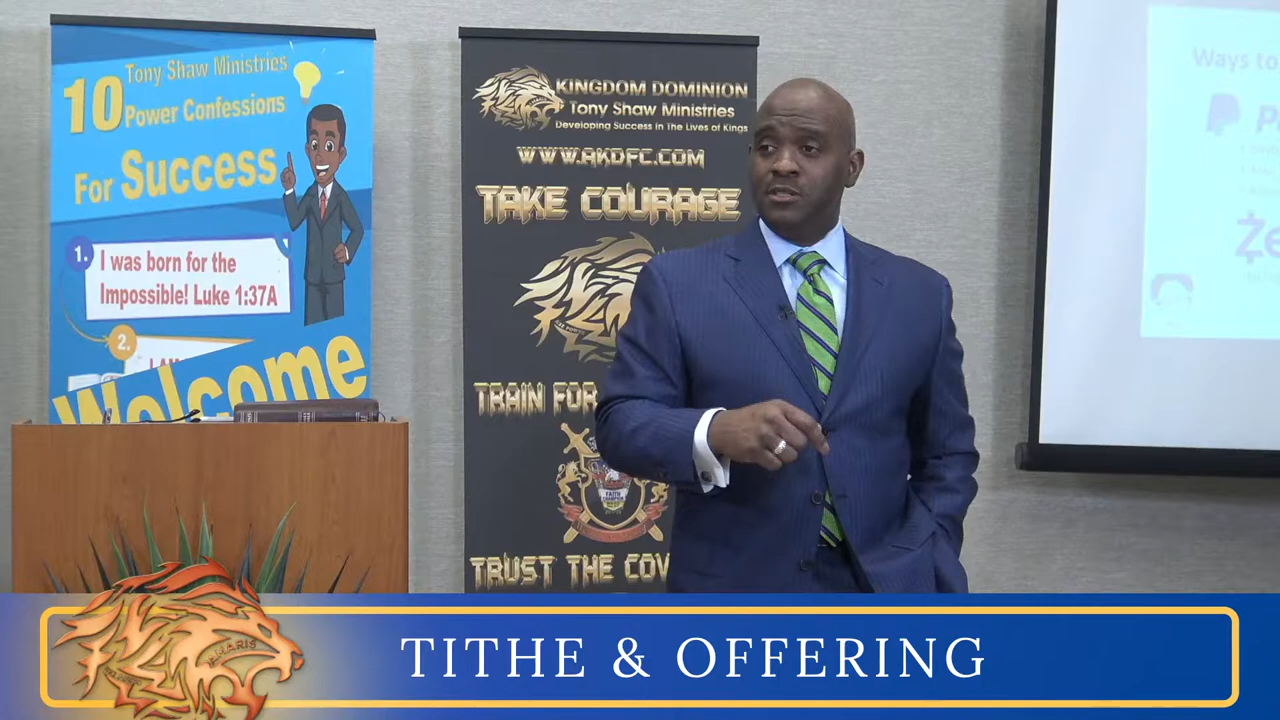 Tony Shaw Ministries
10 Power Confessions
For Success
1. I was born for the
Impossible! Luke 1:37A
2.
Welcome
KINGDOM DOMINION
Tony Shaw Ministries
Developing Success in The Lives of Kings
WWW.AKDFC.COM
TAKE COURAGE
TRAIN FOR
FAITH
CHAMPION
TRUST THE COV
Ways to
TITHE & OFFERING